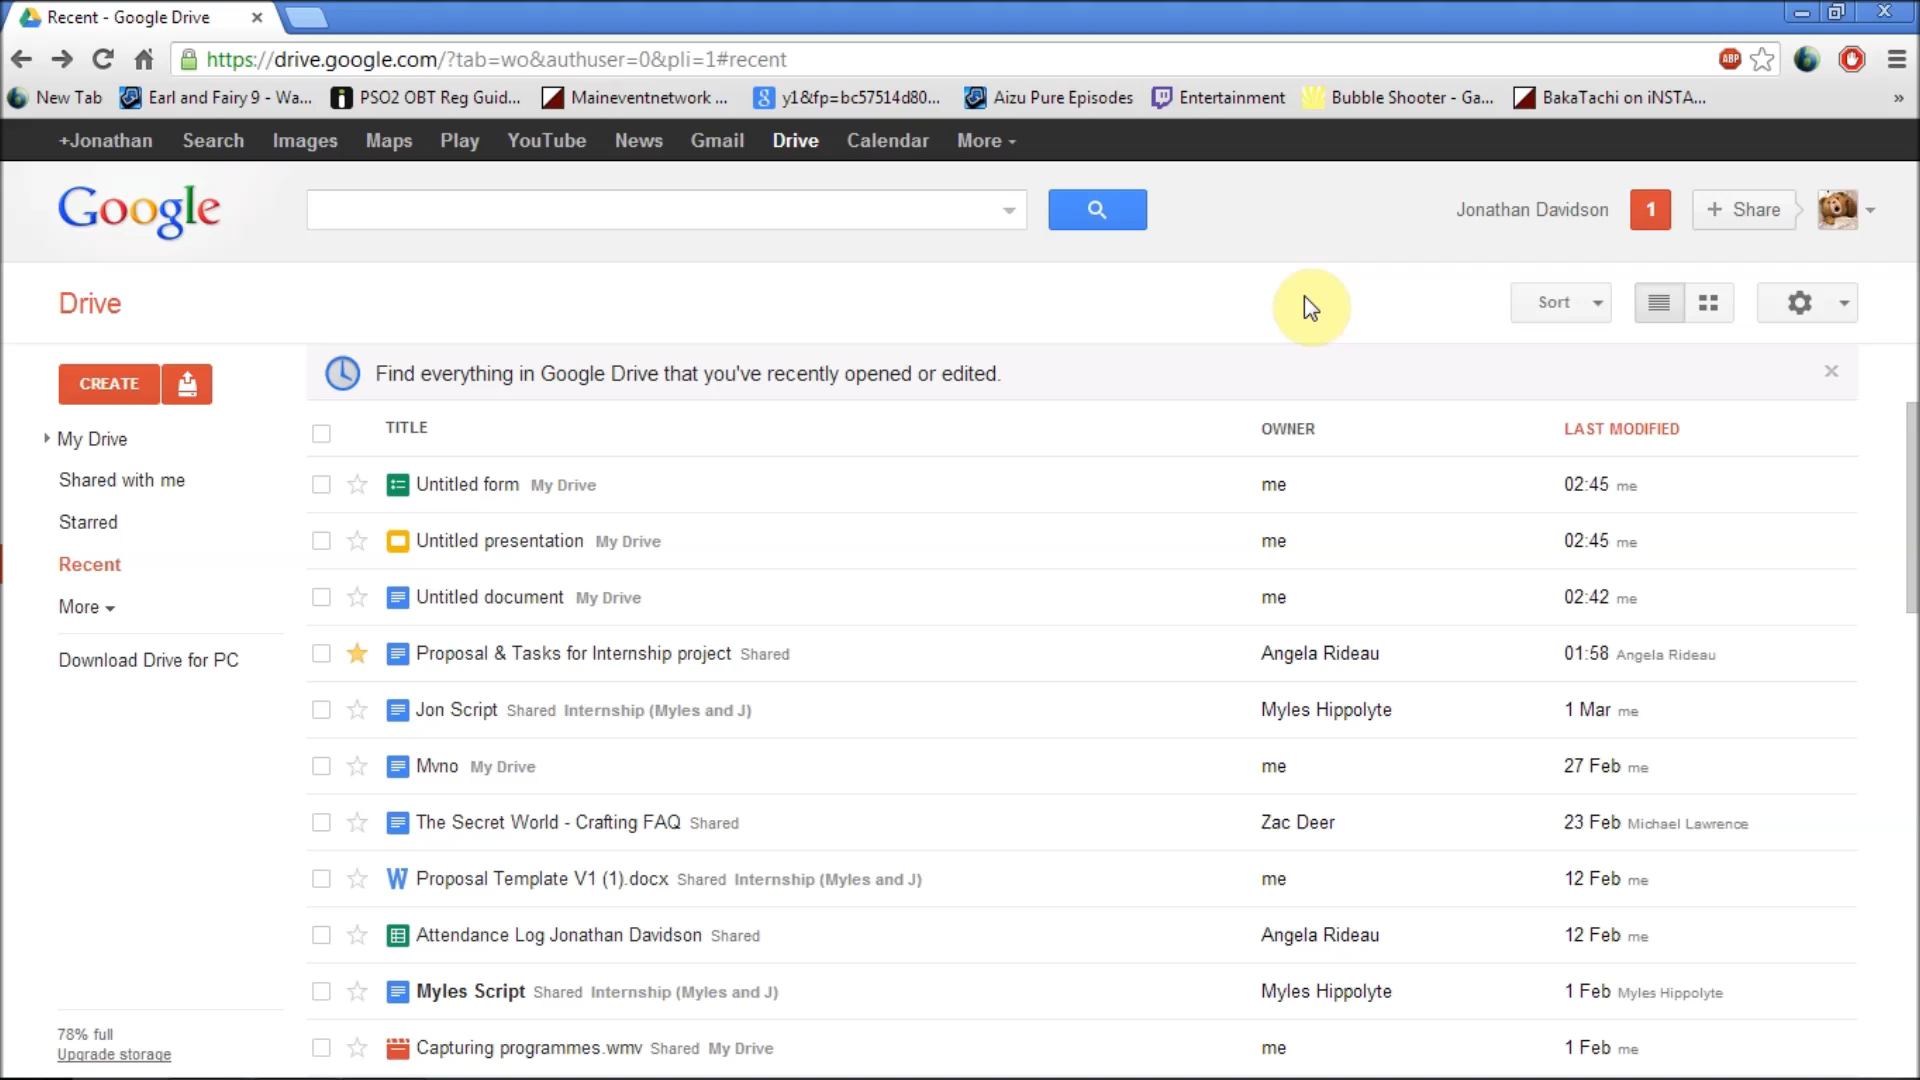 Recent - Google Drive
https://drive.google.com/?tab=wo&authuser=0&pli=1#recent ABP
New Tab Earl and Fairy 9 - Wa... PSO2 OBT Reg Guid... Maineventnetwork ... y1&fp=bc57514d80... Aizu Pure Episodes Entertainment Bubble Shooter - Ga... BakaTachi on iNSTA... »
+Jonathan Search Images Maps Play YouTube News Gmail Drive Calendar More
Google Jonathan Davidson 1 + Share
Drive Sort
CREATE
My Drive
Shared with me
Starred
Recent
More
Download Drive for PC
78% full
Upgrade storage
Find everything in Google Drive that you've recently opened or edited.
TITLE OWNER LAST MODIFIED
Untitled form My Drive me 02:45 me
Untitled presentation My Drive me 02:45 me
Untitled document My Drive me 02:42 me
Proposal & Tasks for Internship project Shared Angela Rideau 01:58 Angela Rideau
Jon Script Shared Internship (Myles and J) Myles Hippolyte 1 Mar me
Mvno My Drive me 27 Feb me
The Secret World - Crafting FAQ Shared Zac Deer 23 Feb Michael Lawrence
Proposal Template V1 (1).docx Shared Internship (Myles and J) me 12 Feb me
Attendance Log Jonathan Davidson Shared Angela Rideau 12 Feb me
Myles Script Shared Internship (Myles and J) Myles Hippolyte 1 Feb Myles Hippolyte
Capturing programmes.wmv Shared My Drive me 1 Feb me